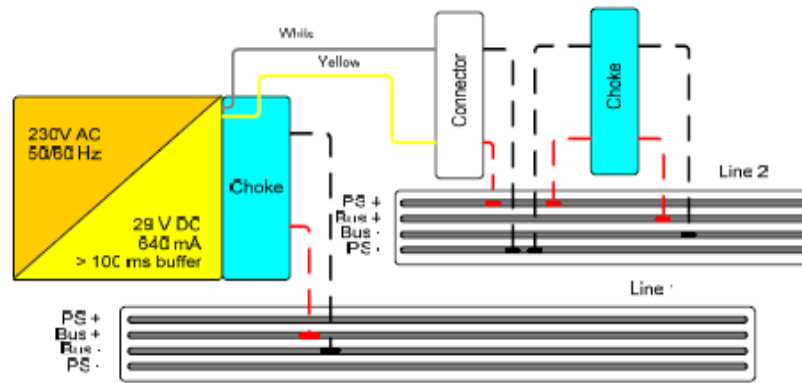 White
Yellow
Connector
Choke
230V AC
50/60 Hz
29 V DC
640 mA
> 100 ms buffer
Choke
Line 2
PS +
Bus +
Bus -
PS -
Line
PS +
Bus +
Bus -
PS -